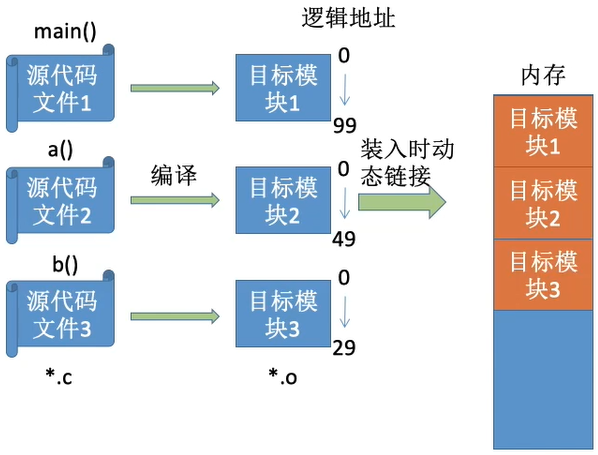 逻辑地址
main()
源代码
文件1
目标模
块1
0
99
内存
目标模
块1
a()
源代码
文件2
编译
目标模
块2
0
49
装入时动
态链接
目标模
块2
b()
源代码
文件3
目标模
块3
0
29
目标模
块3
*.c
*.o